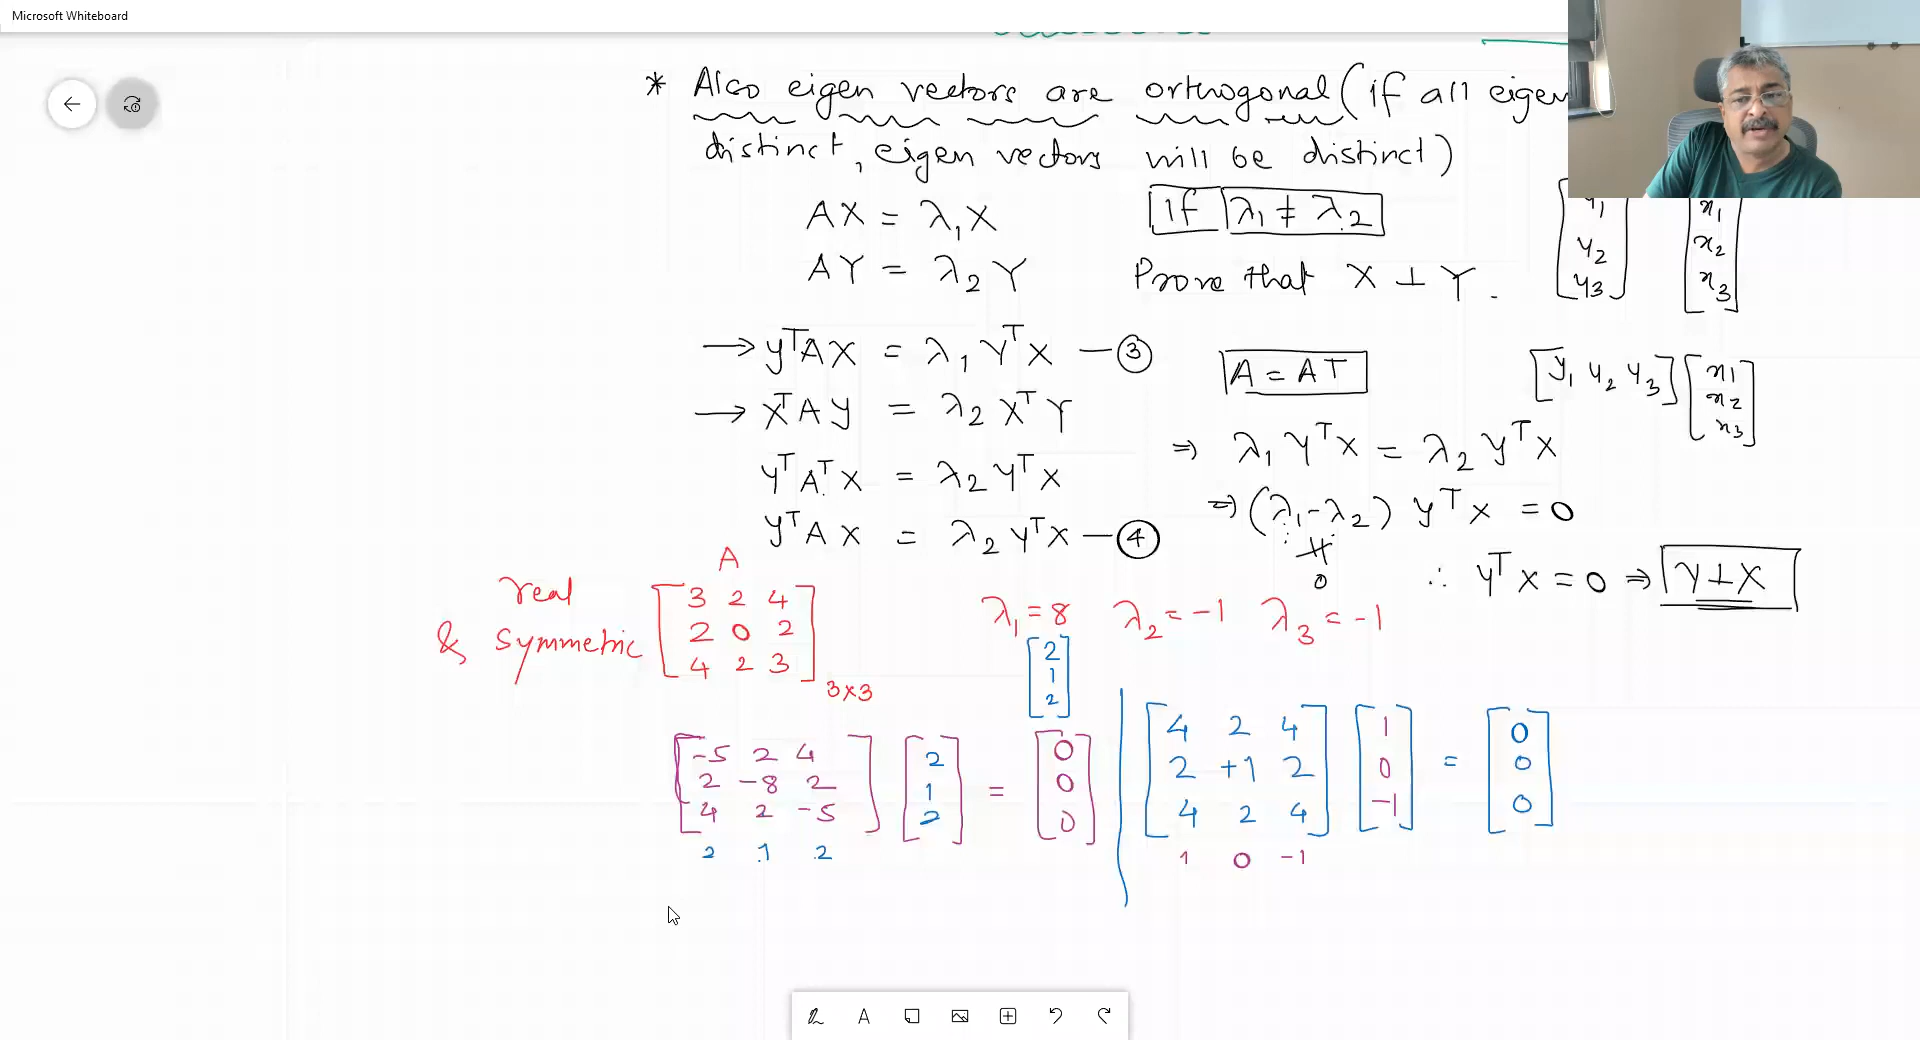 Microsoft Whiteboard
* Also eigen vectors are orthogonal (if all eigen
distinct, eigen vectors will be distinct)
AX = λ₁X
If λ₁ ≠ λ₂
AY = λ₂Y
Prove that X ⊥ Y.
y₁ x₁
y₂ x₂
y₃ x₃
→ yᵀAX = λ₁YᵀX — ③
A = Aᵀ
[y₁ y₂ y₃] [x₁
x₂
x₃]
→ XᵀAY = λ₂XᵀY
⇒ λ₁YᵀX = λ₂YᵀX
YᵀAᵀX = λ₂YᵀX
⇒ (λ₁-λ₂) YᵀX = 0
≠
0
YᵀAX = λ₂YᵀX — ④
∴ YᵀX = 0 ⇒ Y⊥X
A
real
& symmetric
3 2 4
2 0 2
4 2 3
3x3
λ₁ = 8 λ₂ = -1 λ₃ = -1
2
1
2
-5 2 4 2 = 0
2 -8 2 1 0
4 2 -5 2 0
2 1 2
4 2 4 1 = 0
2 +1 2 0 0
4 2 4 -1 0
1 0 -1
A